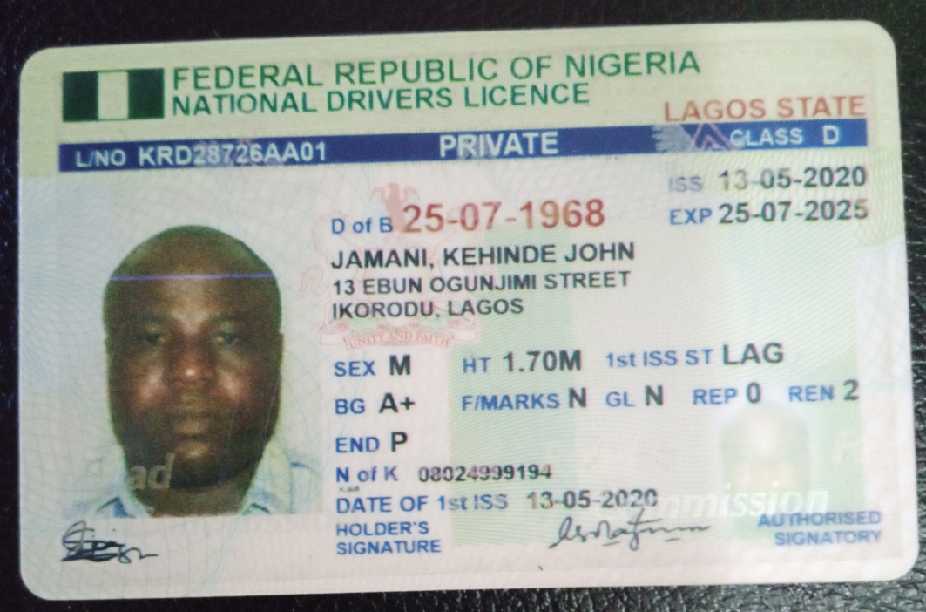 FEDERAL REPUBLIC OF NIGERIA
NATIONAL DRIVERS LICENCE
LAGOS STATE
L/NO KRD28726AA01 PRIVATE CLASS D
ISS 13-05-2020
D of B 25-07-1968 EXP 25-07-2025
JAMANI, KEHINDE JOHN
13 EBUN OGUNJIMI STREET
IKORODU, LAGOS
UNITY AND FAITH
SEX M HT 1.70M 1st ISS ST LAG
BG A+ F/MARKS N GL N REP 0 REN 2
END P
N of K 08024999194
DATE OF 1st ISS 13-05-2020
HOLDER'S
SIGNATURE
AUTHORISED
SIGNATORY